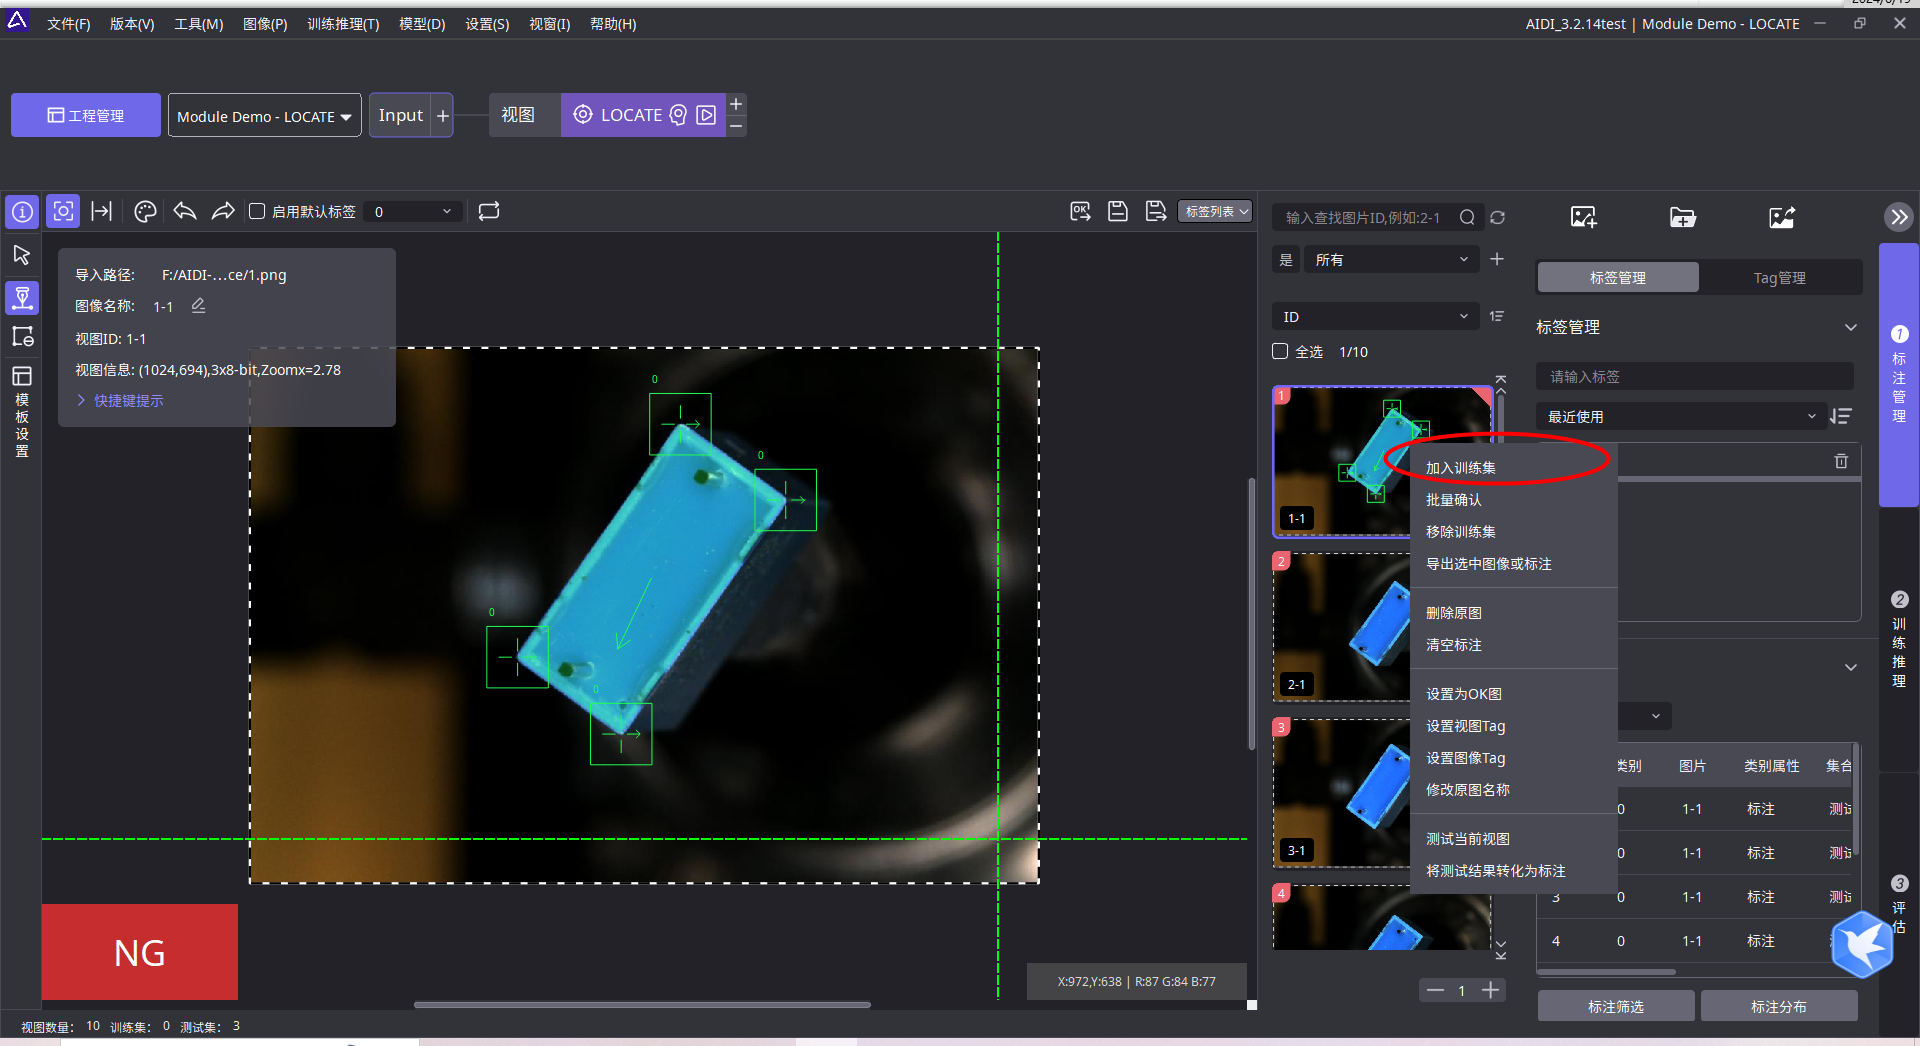 文件(F) 版本(V) 工具(M) 图像(P) 训练推理(T) 模型(D) 设置(S) 视窗(I) 帮助(H)
AIDI_3.2.14test | Module Demo - LOCATE
工程管理
Module Demo - LOCATE
Input +
视图
LOCATE
启用默认标签 0
标签列表
导入路径: F:/AIDI-...ce/1.png
图像名称: 1-1
视图ID: 1-1
视图信息: (1024,694),3x8-bit,Zoomx=2.78
快捷键提示
模板设置
0
0
0
0
NG
X:972,Y:638 | R:87 G:84 B:77
视图数量: 10 训练集: 0 测试集: 3
输入查找图片ID,例如:2-1
是 所有
ID
全选 1/10
1
1-1
2
2-1
3
3-1
4
1
加入训练集
批量确认
移除训练集
导出选中图像或标注
删除原图
清空标注
设置为OK图
设置视图Tag
设置图像Tag
修改原图名称
测试当前视图
将测试结果转化为标注
标签管理 Tag管理
标签管理
请输入标签
最近使用
类别 图片 类别属性 集合
0 1-1 标注 测试
0 1-1 标注 测试
3 0 1-1 标注 测试
4 0 1-1 标注
标注筛选 标注分布
1 标注管理
2 训练推理
3 评估